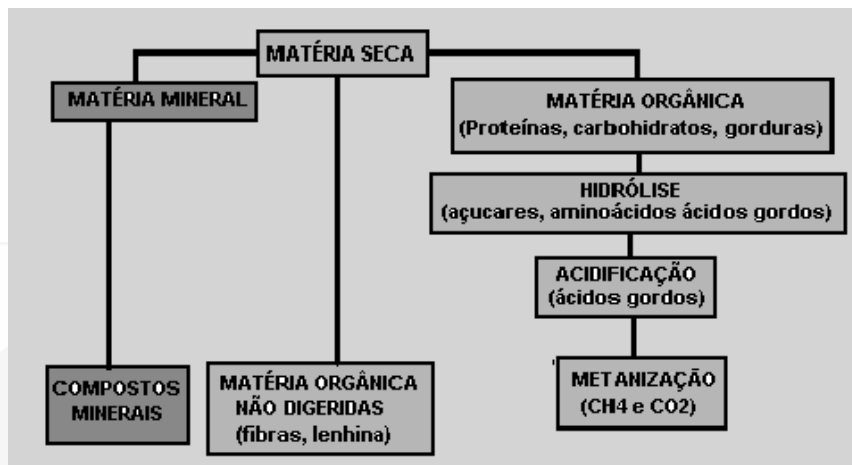 MATÉRIA SECA
MATÉRIA MINERAL
MATÉRIA ORGÂNICA
(Proteínas, carbohidratos, gorduras)
HIDRÓLISE
(açucares, aminoácidos ácidos gordos)
ACIDIFICAÇÃO
(ácidos gordos)
COMPOSTOS
MINERAIS
MATÉRIA ORGÂNICA
NÃO DIGERIDAS
(fibras, lenhina)
METANIZAÇÃO
(CH4 e CO2)